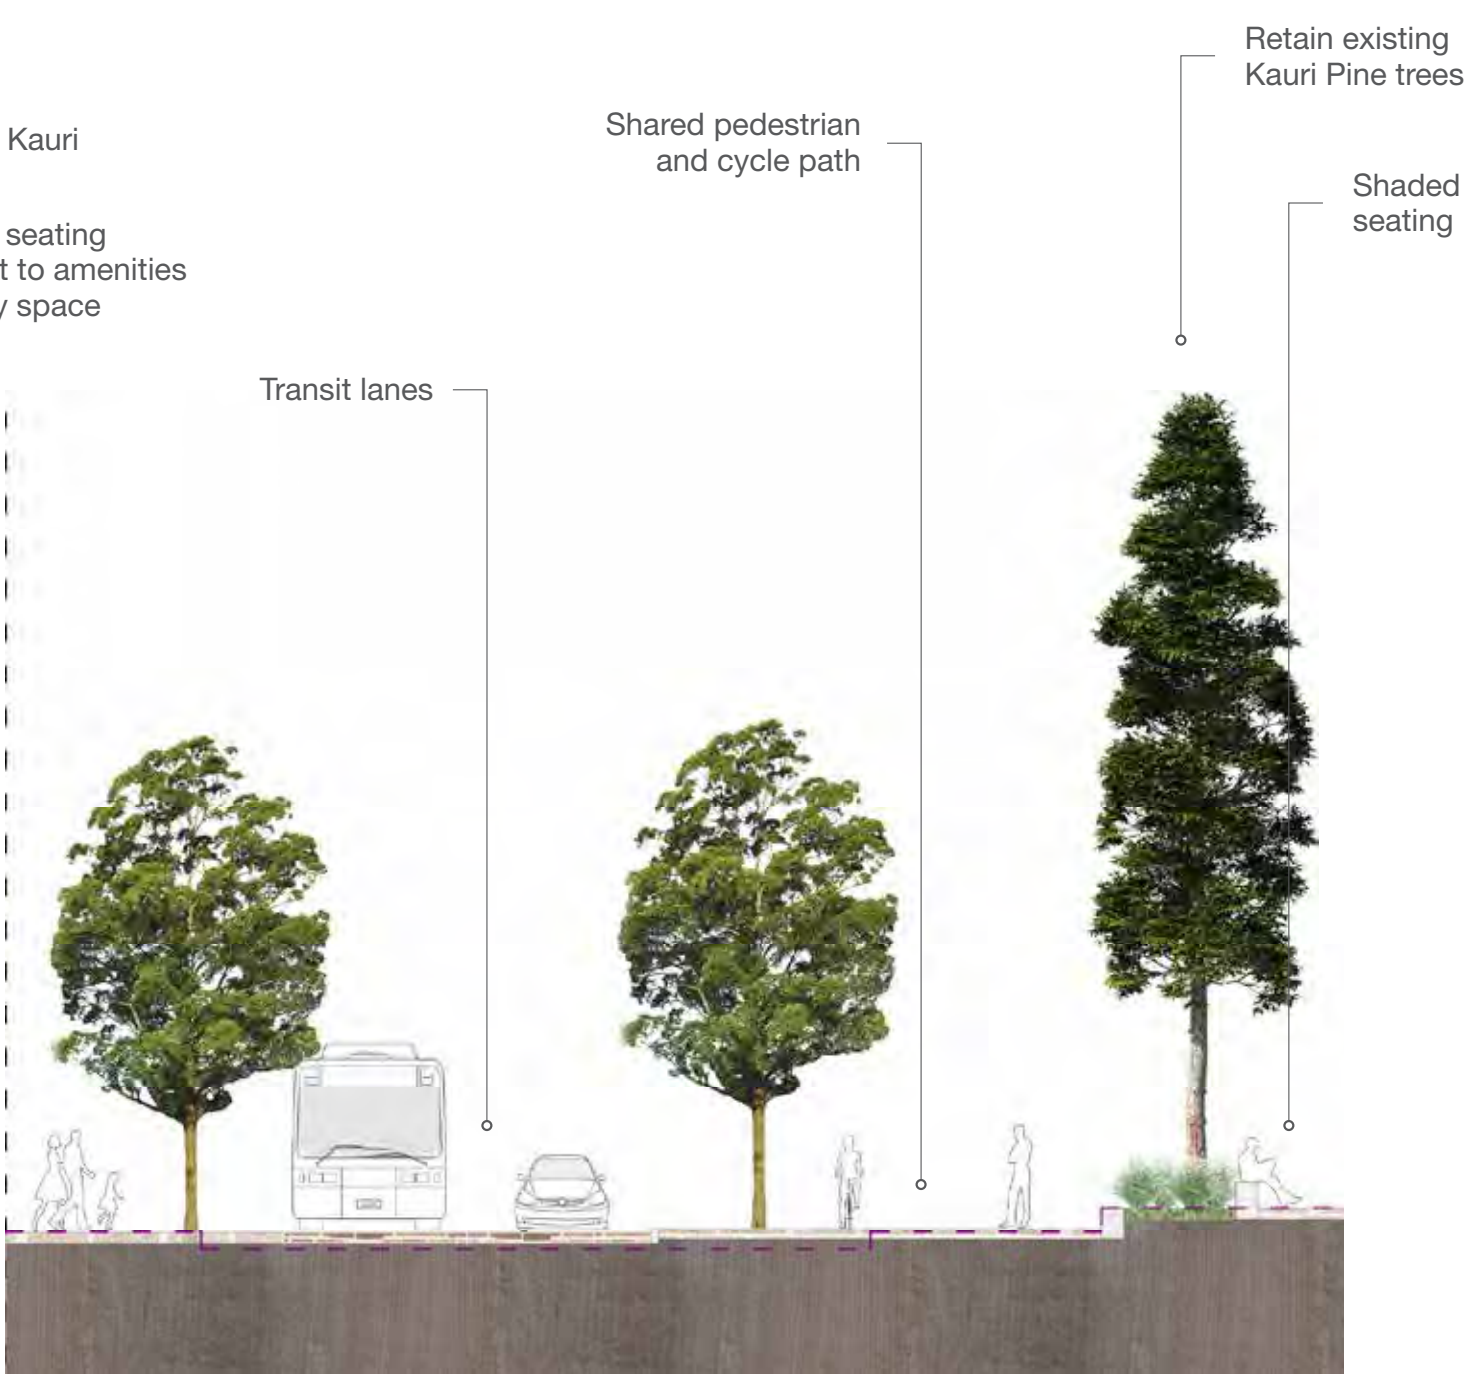 Retain existing
Kauri Pine trees
Kauri
Shared pedestrian
and cycle path
Shaded
seating
seating
t to amenities
y space
Transit lanes